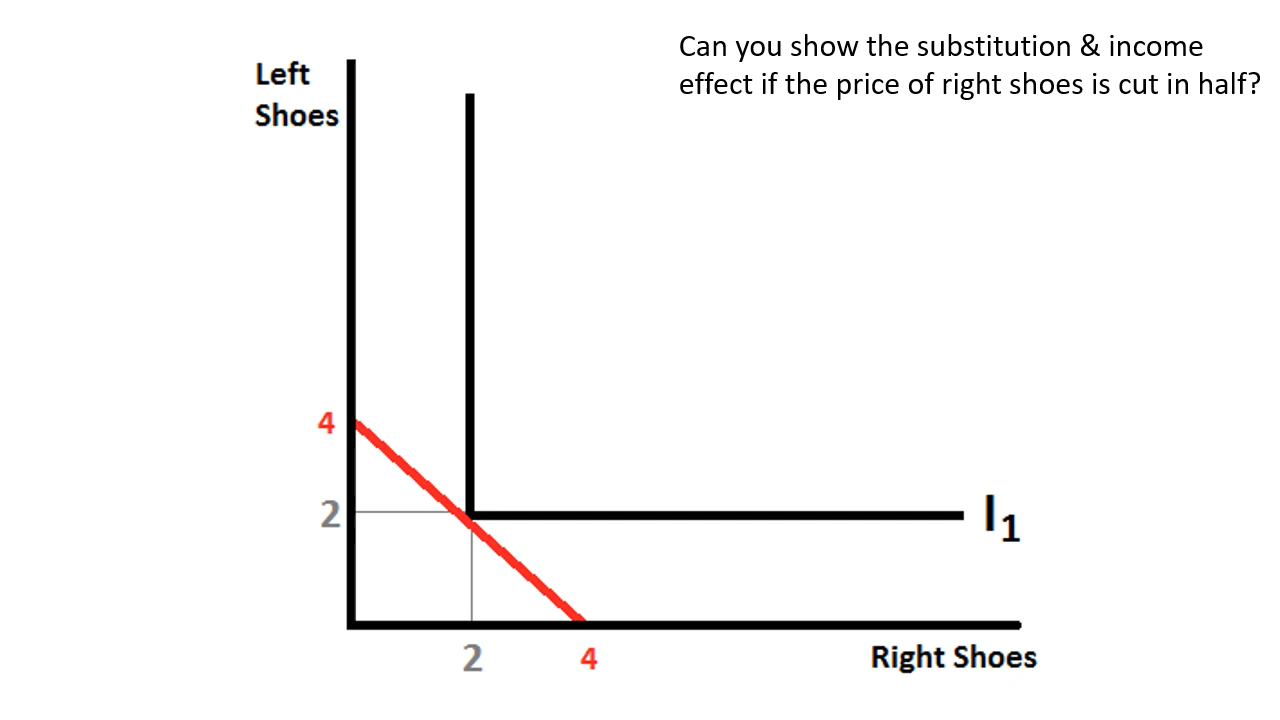 Can you show the substitution & income
effect if the price of right shoes is cut in half?
Left
Shoes
4
2
I1
2
4
Right Shoes